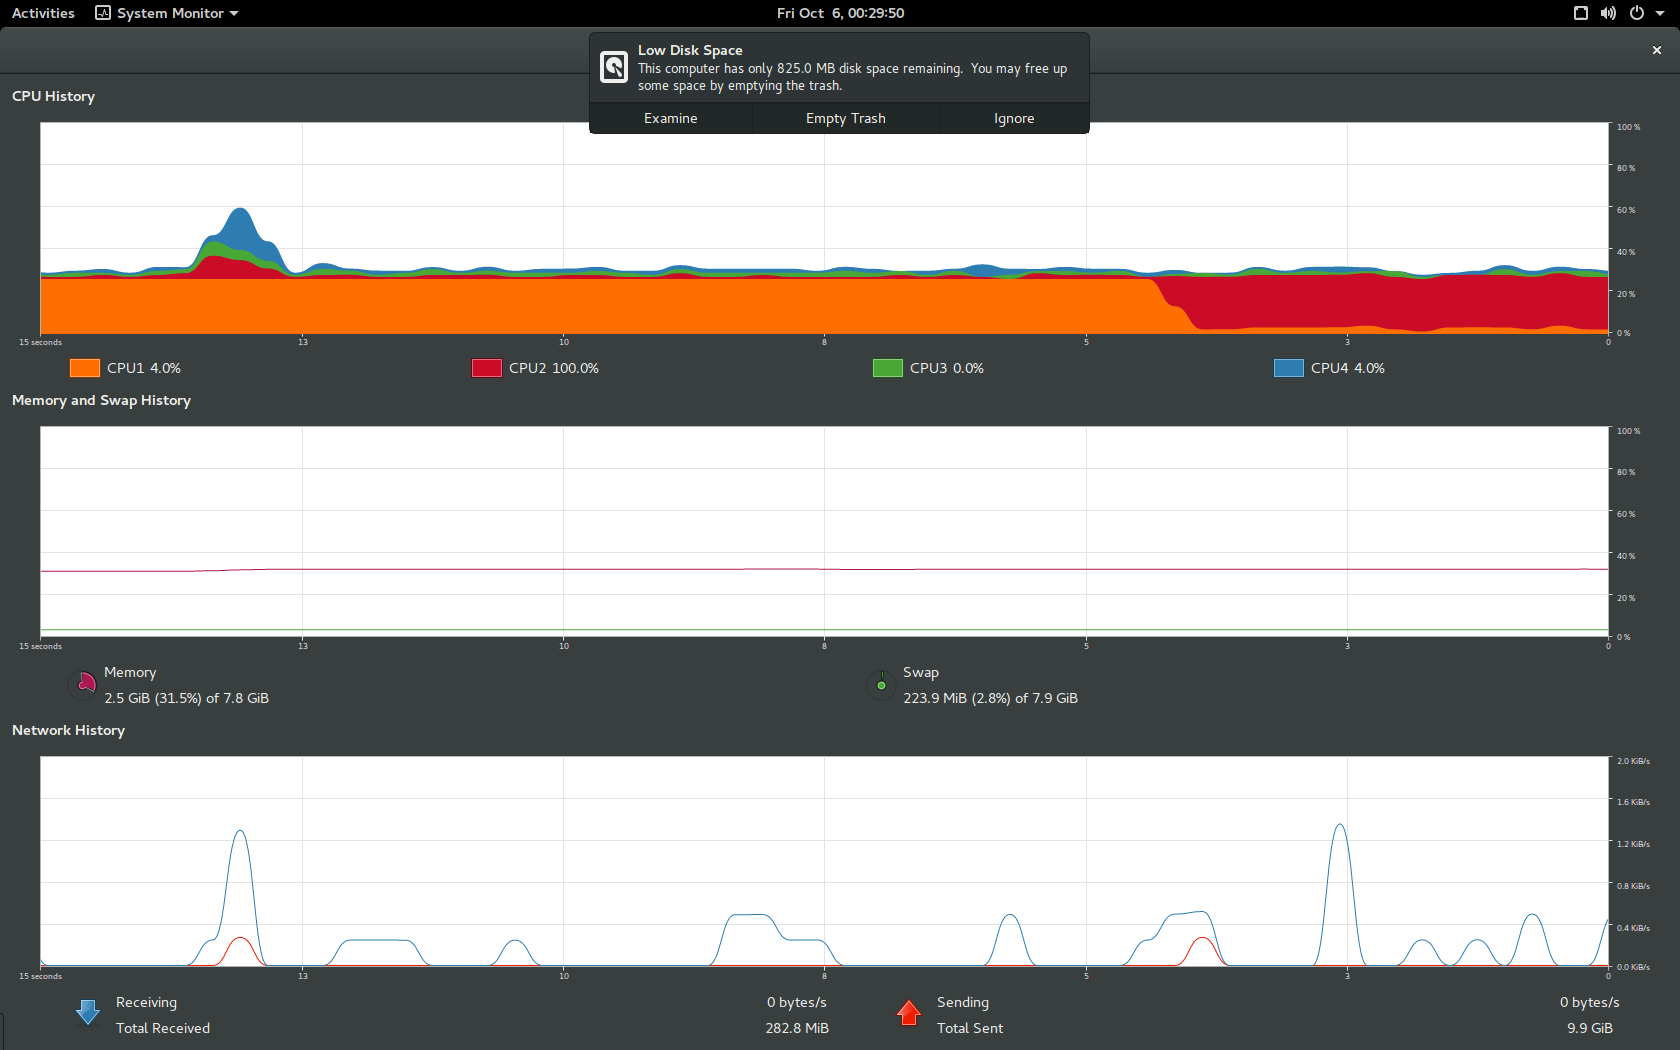 Activities
System Monitor
Fri Oct 6, 00:29:50
Low Disk Space
This computer has only 825.0 MB disk space remaining. You may free up
some space by emptying the trash.
Examine
Empty Trash
Ignore
CPU History
100 %
80 %
60 %
40 %
20 %
0 %
15 seconds
13
10
8
5
3
0
CPU1 4.0%
CPU2 100.0%
CPU3 0.0%
CPU4 4.0%
Memory and Swap History
100 %
80 %
60 %
40 %
20 %
0 %
15 seconds
13
10
8
5
3
0
Memory
2.5 GiB (31.5%) of 7.8 GiB
Swap
223.9 MiB (2.8%) of 7.9 GiB
Network History
2.0 KiB/s
1.6 KiB/s
1.2 KiB/s
0.8 KiB/s
0.4 KiB/s
0.0 KiB/s
15 seconds
13
10
8
5
3
0
Receiving
0 bytes/s
Total Received
282.8 MiB
Sending
0 bytes/s
Total Sent
9.9 GiB